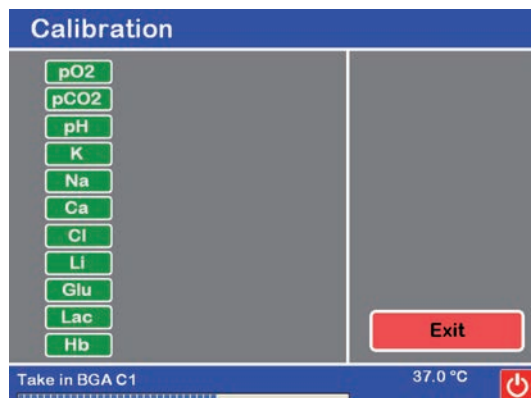 Calibration
pO2
pCO2
pH
K
Na
Ca
Cl
Li
Glu
Lac
Hb
Exit
Take in BGA C1
37.0 °C